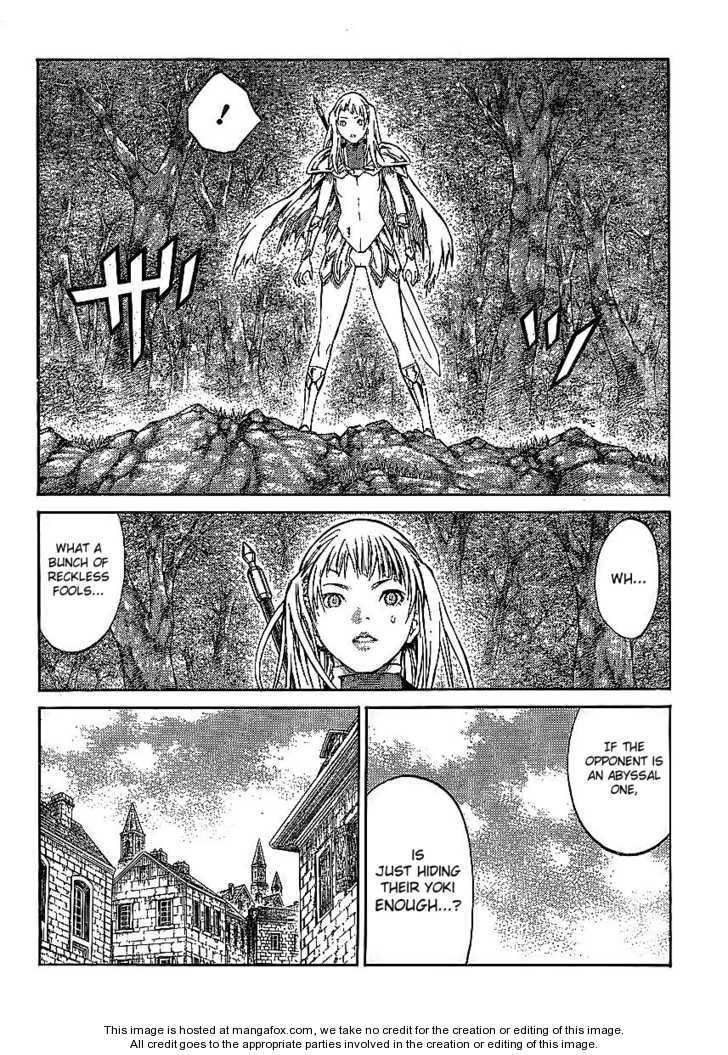 !
ザッ
WH...
WHAT A
BUNCH OF
RECKLESS
FOOLS...
IF THE
OPPONENT IS
AN ABYSSAL
ONE,
IS
JUST HIDING
THEIR YOKI
ENOUGH...?
This image is hosted at mangafox.com, we take no credit for the creation or editing of this image.
All credit goes to the appropriate parties involved in the creation or editing of this image.